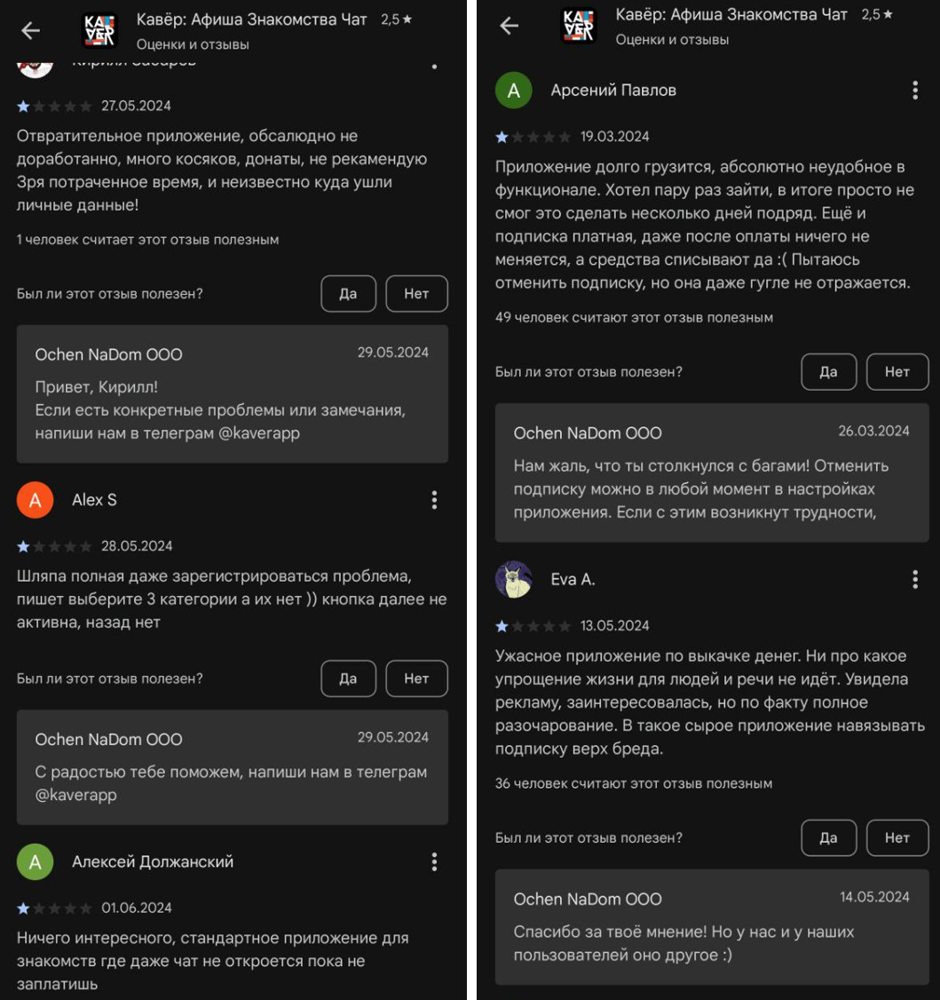 КАVЁR
Кавёр: Афиша Знакомства Чат 2,5 ★
Оценки и отзывы
27.05.2024
Отвратительное приложение, обсалюдно не
доработанно, много косяков, донаты, не рекамендую
Зря потраченное время, и неизвестно куда ушли
личные данные!
1 человек считает этот отзыв полезным
Был ли этот отзыв полезен? Да Нет
Ochen NaDom OOO 29.05.2024
Привет, Кирилл!
Если есть конкретные проблемы или замечания,
напиши нам в телеграм @kaverapp
A Alex S
28.05.2024
Шляпа полная даже зарегистрироваться проблема,
пишет выберите 3 категории а их нет )) кнопка далее не
активна, назад нет
Был ли этот отзыв полезен? Да Нет
Ochen NaDom OOO 29.05.2024
С радостью тебе поможем, напиши нам в телеграм
@kaverapp
А Алексей Должанский
01.06.2024
Ничего интересного, стандартное приложение для
знакомств где даже чат не откроется пока не
заплатишь
КАVЁR
Кавёр: Афиша Знакомства Чат 2,5 ★
Оценки и отзывы
А Арсений Павлов
19.03.2024
Приложение долго грузится, абсолютно неудобное в
функционале. Хотел пару раз зайти, в итоге просто не
смог это сделать несколько дней подряд. Ещё и
подписка платная, даже после оплаты ничего не
меняется, а средства списывают да :( Пытаюсь
отменить подписку, но она даже гугле не отражается.
49 человек считают этот отзыв полезным
Был ли этот отзыв полезен? Да Нет
Ochen NaDom OOO 26.03.2024
Нам жаль, что ты столкнулся с багами! Отменить
подписку можно в любой момент в настройках
приложения. Если с этим возникнут трудности,
Eva A.
13.05.2024
Ужасное приложение по выкачке денег. Ни про какое
упрощение жизни для людей и речи не идёт. Увидела
рекламу, заинтересовалась, но по факту полное
разочарование. В такое сырое приложение навязывать
подписку верх бреда.
36 человек считают этот отзыв полезным
Был ли этот отзыв полезен? Да Нет
Ochen NaDom OOO 14.05.2024
Спасибо за твоё мнение! Но у нас и у наших
пользователей оно другое :)